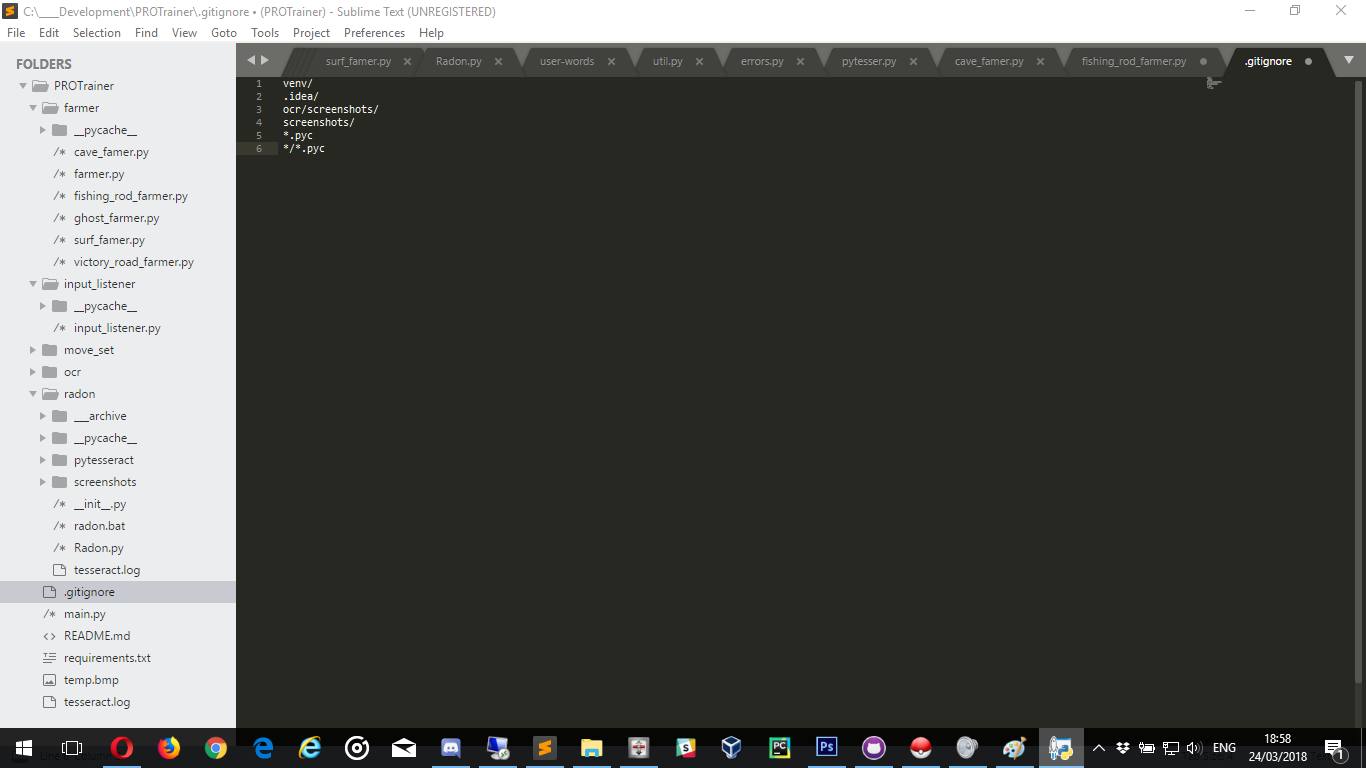 C:\___Development\PROTrainer\.gitignore • (PROTrainer) - Sublime Text (UNREGISTERED)
File Edit Selection Find View Goto Tools Project Preferences Help
FOLDERS
PROTrainer
farmer
__pycache__
cave_famer.py
farmer.py
fishing_rod_farmer.py
ghost_farmer.py
surf_famer.py
victory_road_farmer.py
input_listener
__pycache__
input_listener.py
move_set
ocr
radon
___archive
__pycache__
pytesseract
screenshots
__init__.py
radon.bat
Radon.py
tesseract.log
.gitignore
main.py
README.md
requirements.txt
temp.bmp
tesseract.log
surf_famer.py Radon.py user-words util.py errors.py pytesser.py cave_famer.py fishing_rod_farmer.py .gitignore
1 venv/
2 .idea/
3 ocr/screenshots/
4 screenshots/
5 *.pyc
6 */*.pyc
ENG
18:58
24/03/2018
1